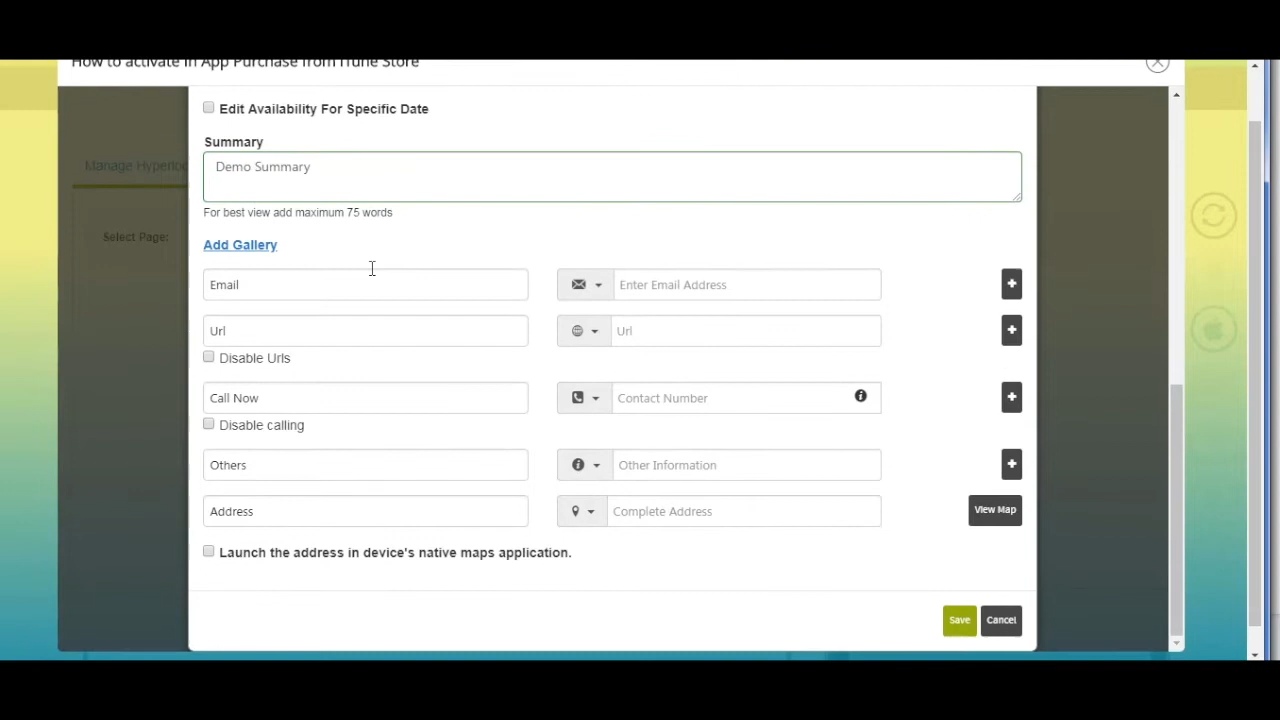 How to activate in App Purchase from iTune Store
Edit Availability For Specific Date
Summary
Manage Hyperloc
Demo Summary
For best view add maximum 75 words
Select Page:
Add Gallery
Email Enter Email Address
Url Url
Disable Urls
Call Now Contact Number
Disable calling
Others Other Information
Address Complete Address View Map
Launch the address in device's native maps application.
Save Cancel